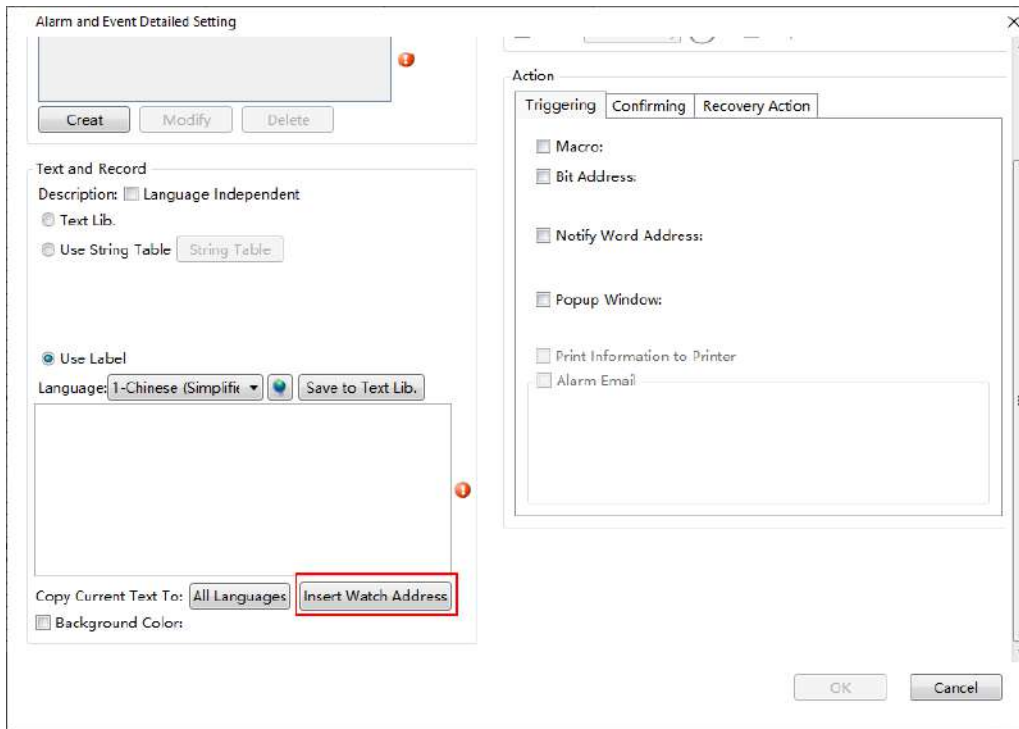 Alarm and Event Detailed Setting
Creat Modify Delete
Text and Record
Description: Language Independent
Text Lib.
Use String Table String Table
Use Label
Language: 1-Chinese (Simplifie Save to Text Lib.
Copy Current Text To: All Languages Insert Watch Address
Background Color:
Action
Triggering Confirming Recovery Action
Macro:
Bit Address:
Notify Word Address:
Popup Window:
Print Information to Printer
Alarm Email
OK Cancel